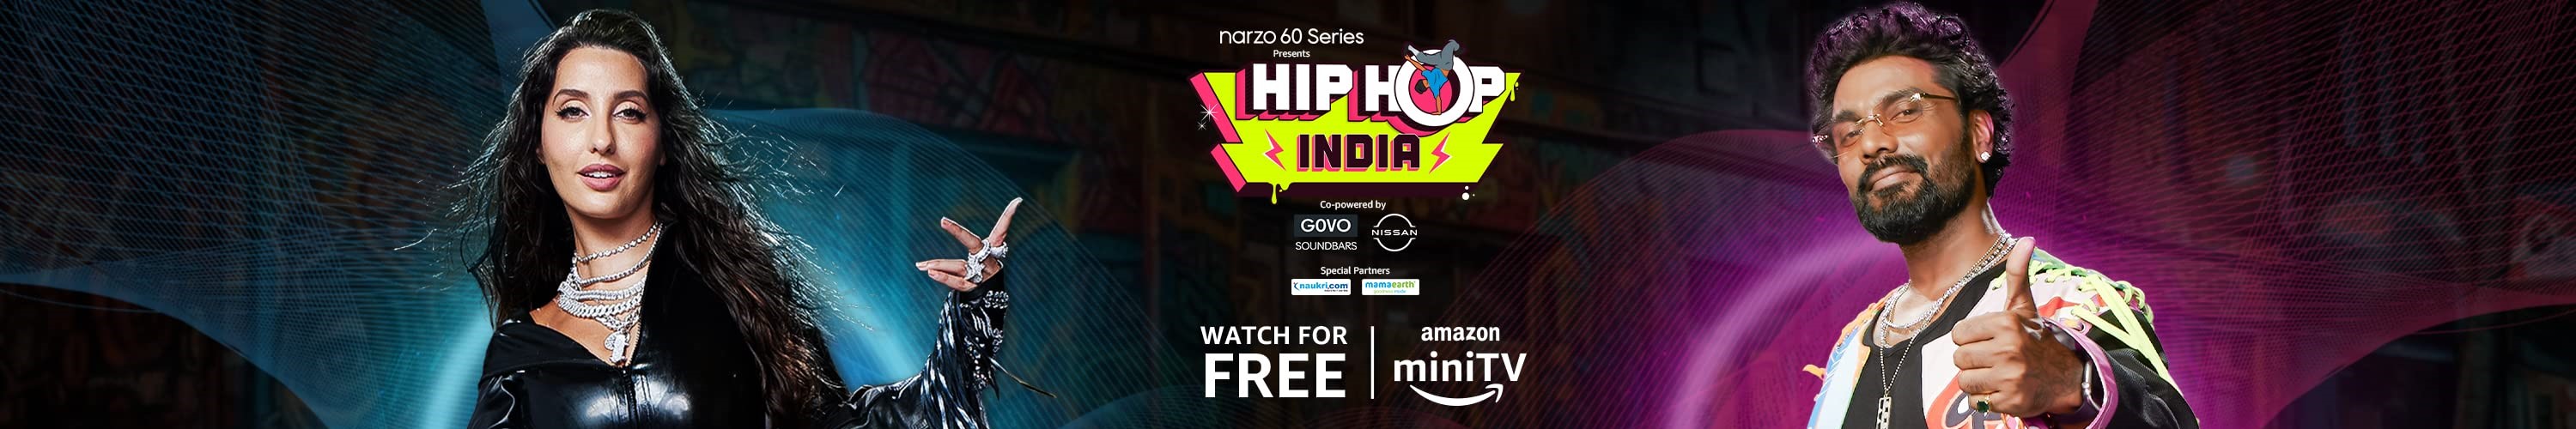 narzo 60 Series
Presents
HIP HOP
INDIA
Co-powered by
GOVO
SOUNDBARS
NISSAN
Special Partners
naukri.com
mamaearth
WATCH FOR
FREE
amazon
miniTV